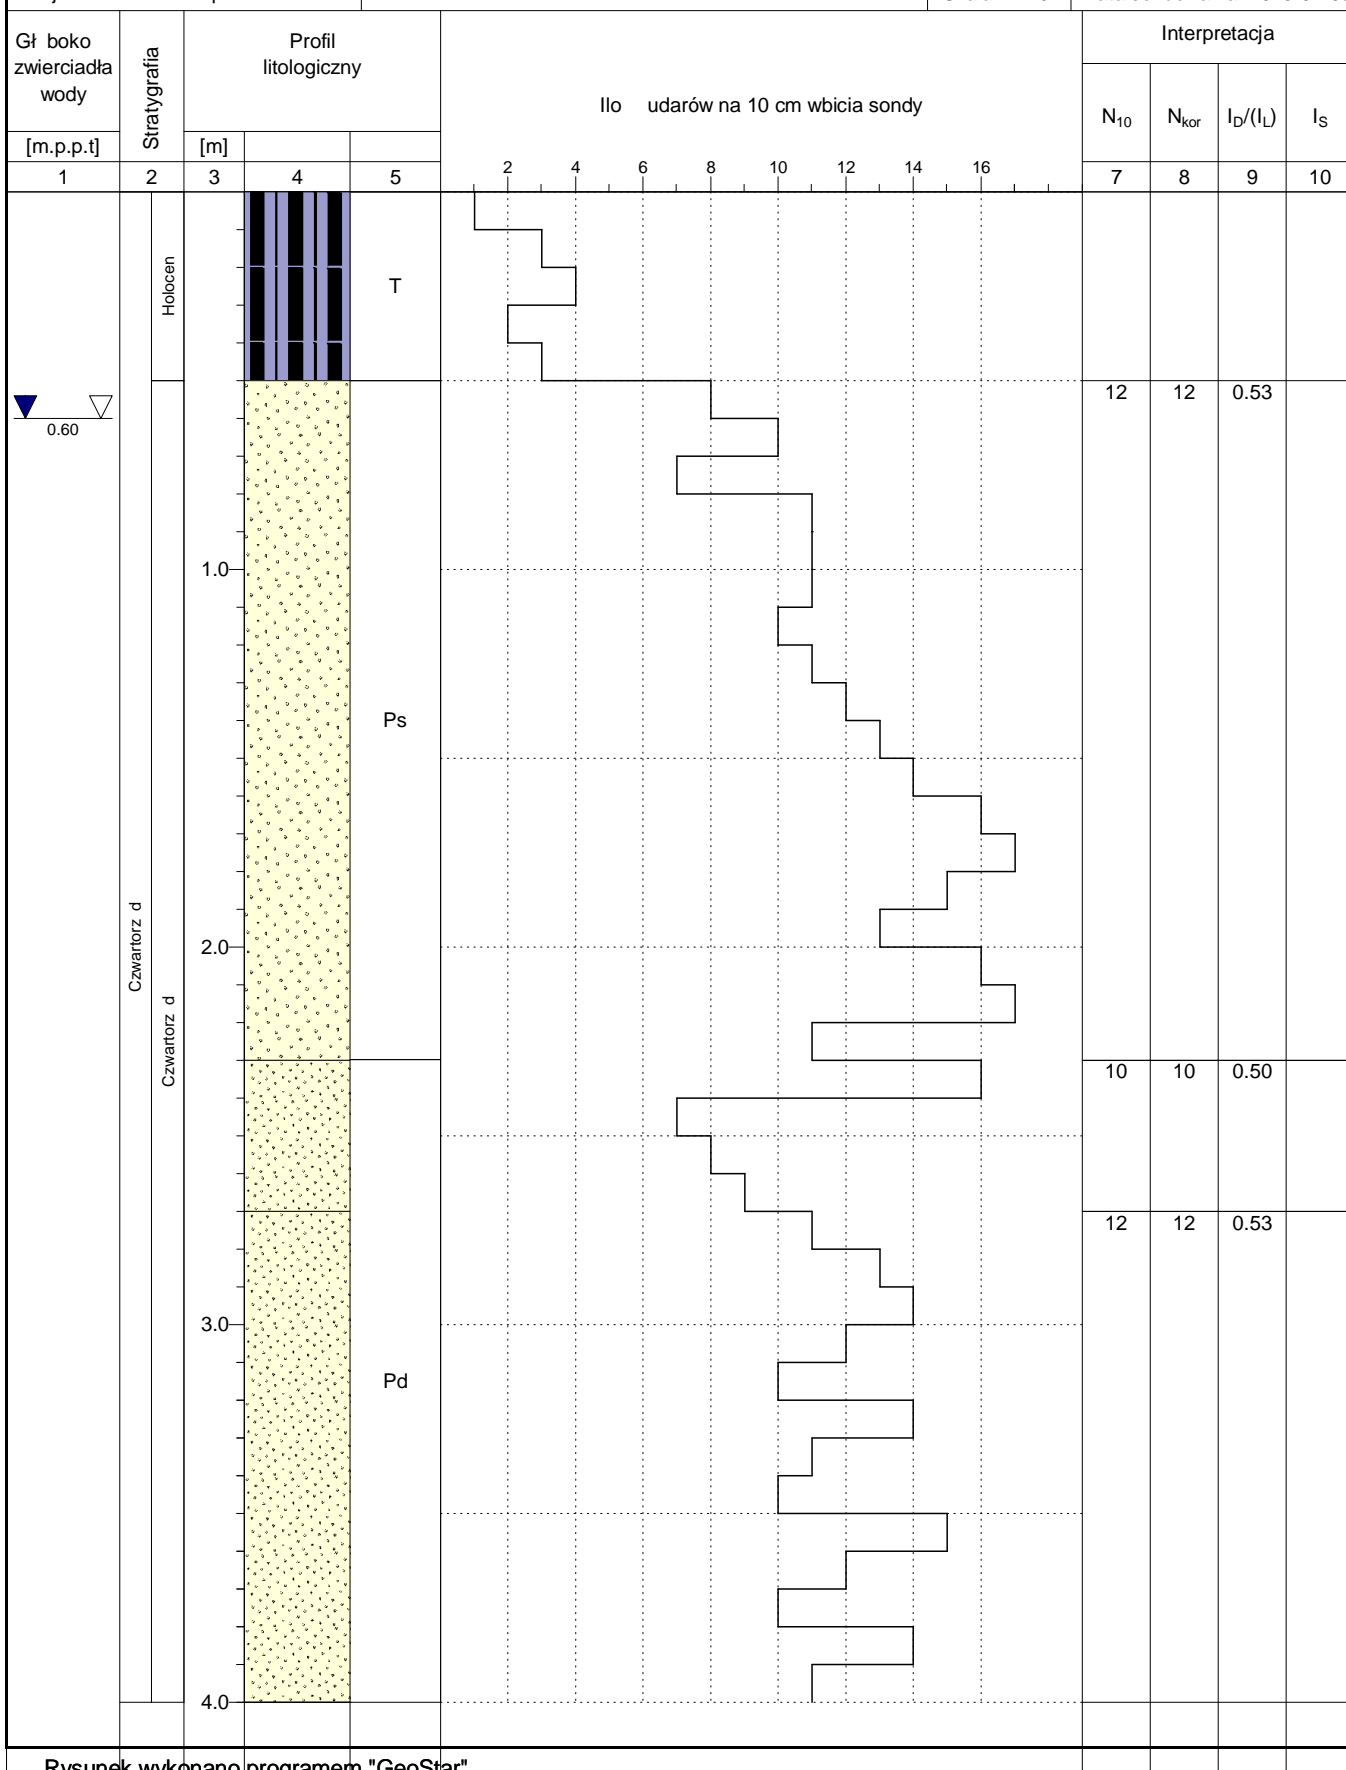 Gł boko
zwierciadła
wody
[m.p.p.t]
Stratygrafia
Profil
litologiczny
[m]
Ilo udarów na 10 cm wbicia sondy
Interpretacja
N10 Nkor ID/(IL) IS
1 2 3 4 5 7 8 9 10
2 4 6 8 10 12 14 16
Holocen
T
12 12 0.53
0.60
1.0
Ps
Czwartorz d
2.0
Czwartorz d
10 10 0.50
12 12 0.53
3.0
Pd
4.0
Rysunek wykonano programem "GeoStar"